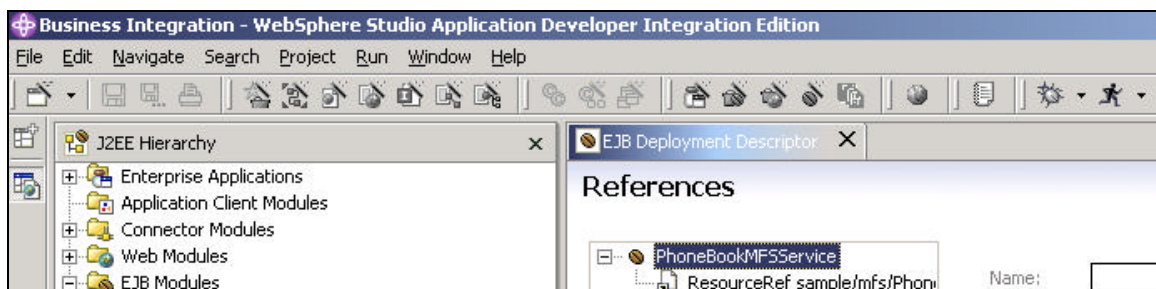 Business Integration - WebSphere Studio Application Developer Integration Edition
File Edit Navigate Search Project Run Window Help
J2EE Hierarchy
EJB Deployment Descriptor
Enterprise Applications
Application Client Modules
Connector Modules
Web Modules
EJB Modules
References
PhoneBookMFSService
ResourceRef sample/mfs/Phon
Name: